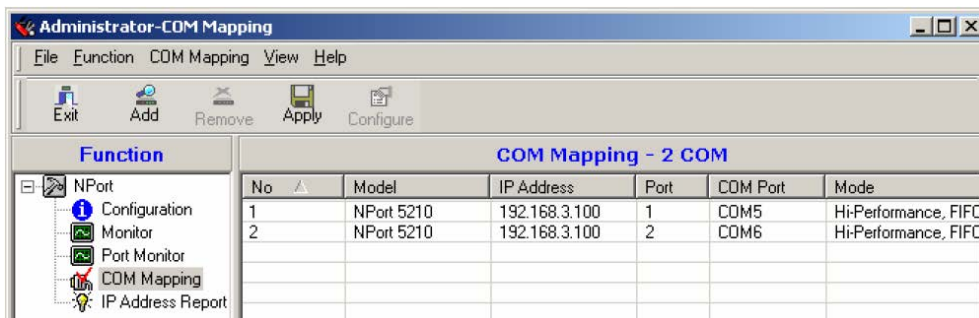 Administrator-COM Mapping
File Function COM Mapping View Help
Exit Add Remove Apply Configure
Function
COM Mapping - 2 COM
NPort
Configuration
Monitor
Port Monitor
COM Mapping
IP Address Report
No Model IP Address Port COM Port Mode
1 NPort 5210 192.168.3.100 1 COM5 Hi-Performance, FIFO
2 NPort 5210 192.168.3.100 2 COM6 Hi-Performance, FIFO